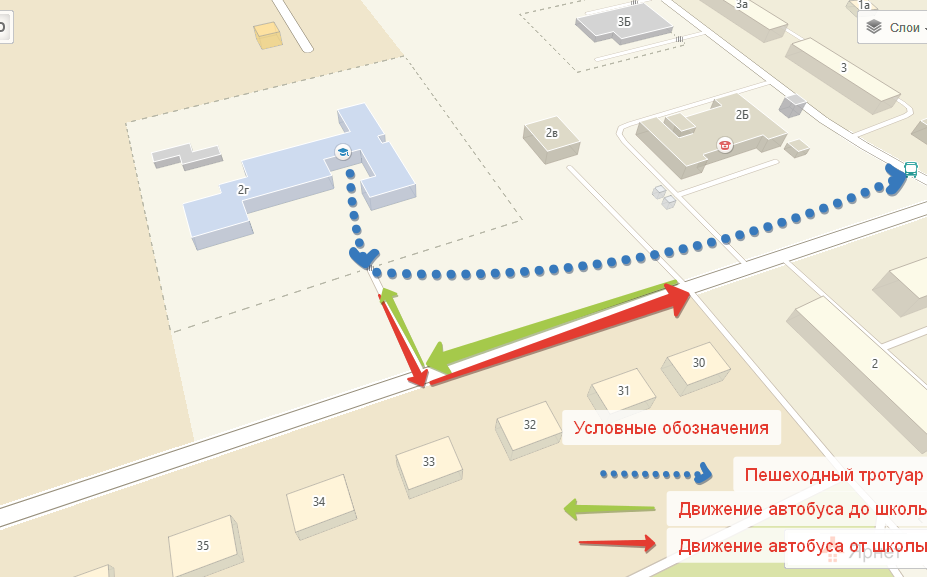 3а
1а
3Б
Слои
3
2Б
2в
2г
2
30
31
32
33
34
35
Условные обозначения
Пешеходный тротуар
Движение автобуса до школы
Движение автобуса от школы